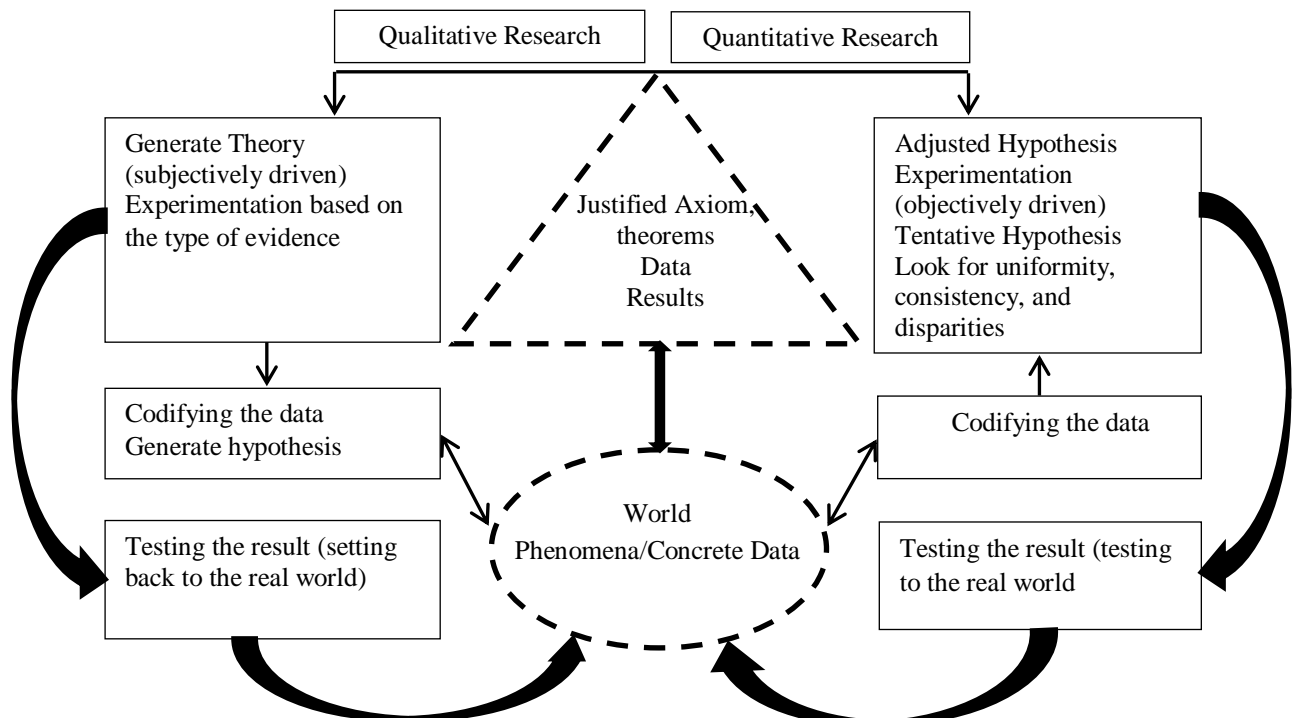 Qualitative Research
Quantitative Research
Generate Theory
(subjectively driven)
Experimentation based on
the type of evidence
Justified Axiom,
theorems
Data
Results
Adjusted Hypothesis
Experimentation
(objectively driven)
Tentative Hypothesis
Look for uniformity,
consistency, and
disparities
Codifying the data
Generate hypothesis
Codifying the data
World
Phenomena/Concrete Data
Testing the result (setting
back to the real world)
Testing the result (testing
to the real world